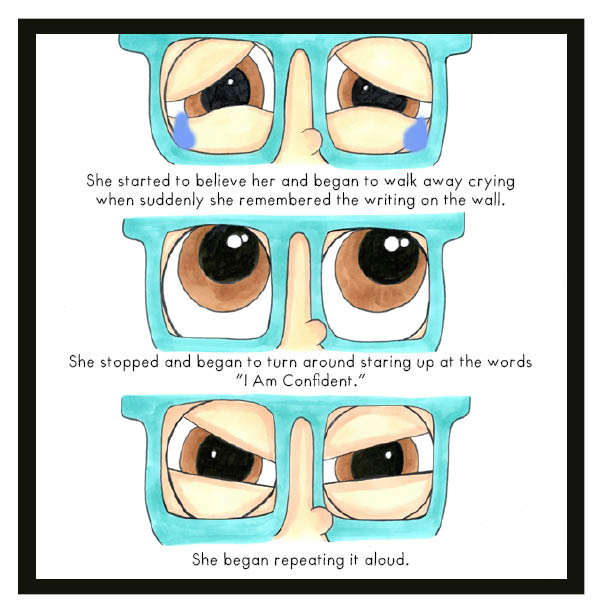 She started to believe her and began to walk away crying
when suddenly she remembered the writing on the wall.
She stopped and began to turn around staring up at the words
"I Am Confident."
She began repeating it aloud.